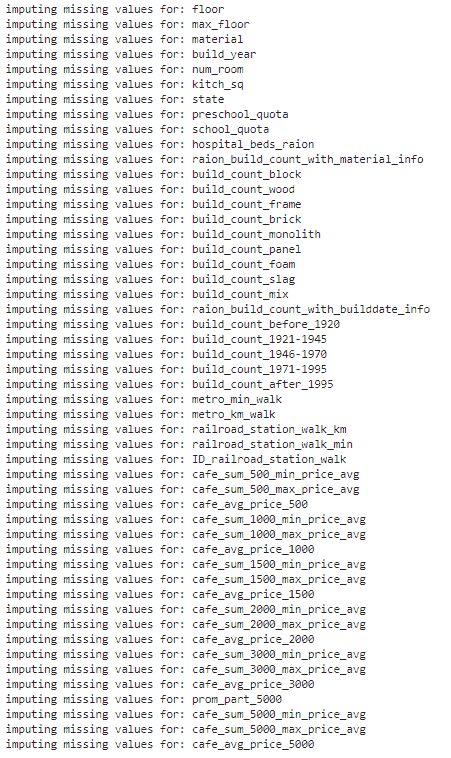 imputing missing values for: floor
imputing missing values for: max_floor
imputing missing values for: material
imputing missing values for: build_year
imputing missing values for: num_room
imputing missing values for: kitch_sq
imputing missing values for: state
imputing missing values for: preschool_quota
imputing missing values for: school_quota
imputing missing values for: hospital_beds_raion
imputing missing values for: raion_build_count_with_material_info
imputing missing values for: build_count_block
imputing missing values for: build_count_wood
imputing missing values for: build_count_frame
imputing missing values for: build_count_brick
imputing missing values for: build_count_monolith
imputing missing values for: build_count_panel
imputing missing values for: build_count_foam
imputing missing values for: build_count_slag
imputing missing values for: build_count_mix
imputing missing values for: raion_build_count_with_builddate_info
imputing missing values for: build_count_before_1920
imputing missing values for: build_count_1921-1945
imputing missing values for: build_count_1946-1970
imputing missing values for: build_count_1971-1995
imputing missing values for: build_count_after_1995
imputing missing values for: metro_min_walk
imputing missing values for: metro_km_walk
imputing missing values for: railroad_station_walk_km
imputing missing values for: railroad_station_walk_min
imputing missing values for: ID_railroad_station_walk
imputing missing values for: cafe_sum_500_min_price_avg
imputing missing values for: cafe_sum_500_max_price_avg
imputing missing values for: cafe_avg_price_500
imputing missing values for: cafe_sum_1000_min_price_avg
imputing missing values for: cafe_sum_1000_max_price_avg
imputing missing values for: cafe_avg_price_1000
imputing missing values for: cafe_sum_1500_min_price_avg
imputing missing values for: cafe_sum_1500_max_price_avg
imputing missing values for: cafe_avg_price_1500
imputing missing values for: cafe_sum_2000_min_price_avg
imputing missing values for: cafe_sum_2000_max_price_avg
imputing missing values for: cafe_avg_price_2000
imputing missing values for: cafe_sum_3000_min_price_avg
imputing missing values for: cafe_sum_3000_max_price_avg
imputing missing values for: cafe_avg_price_3000
imputing missing values for: prom_part_5000
imputing missing values for: cafe_sum_5000_min_price_avg
imputing missing values for: cafe_sum_5000_max_price_avg
imputing missing values for: cafe_avg_price_5000